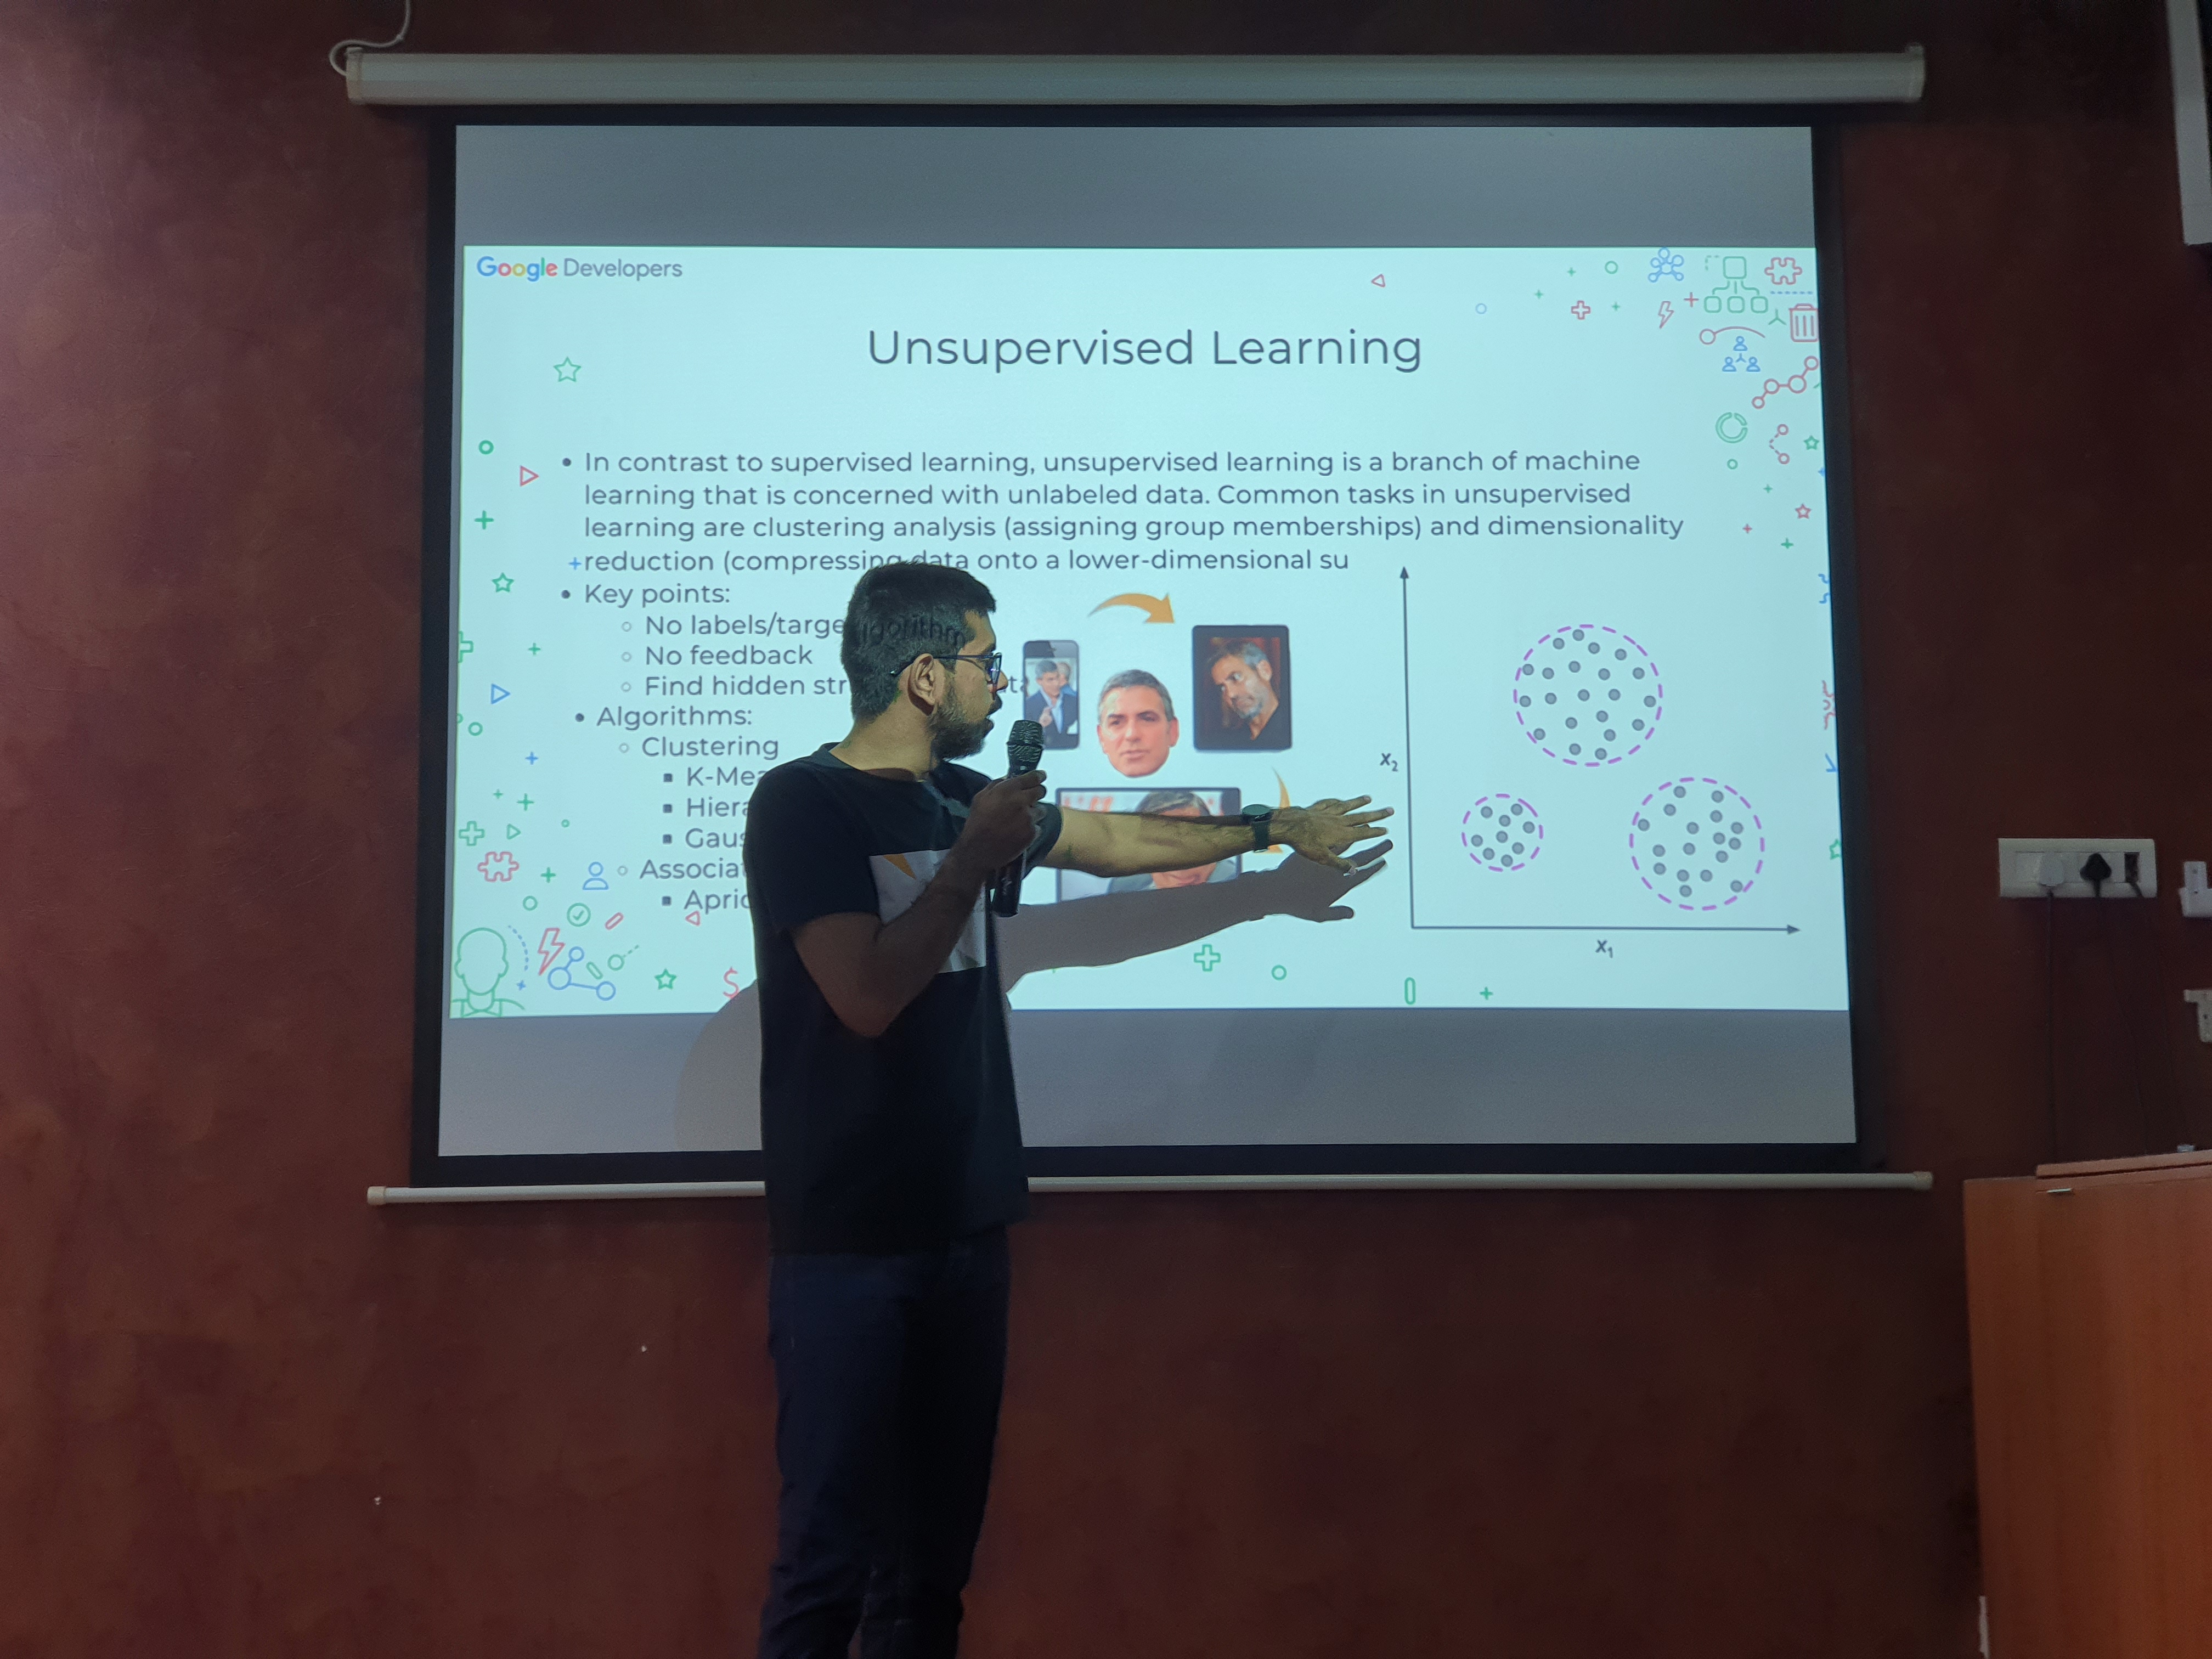 Google Developers
Unsupervised Learning
• In contrast to supervised learning, unsupervised learning is a branch of machine
learning that is concerned with unlabeled data. Common tasks in unsupervised
learning are clustering analysis (assigning group memberships) and dimensionality
reduction (compressing data onto a lower-dimensional su
• Key points:
○ No labels/targe
○ No feedback
○ Find hidden str
• Algorithms:
○ Clustering
▪ K-Mea
▪ Hiera
▪ Gaus
○ Associa
▪ Aprio
lgorithm
X₂
X₁